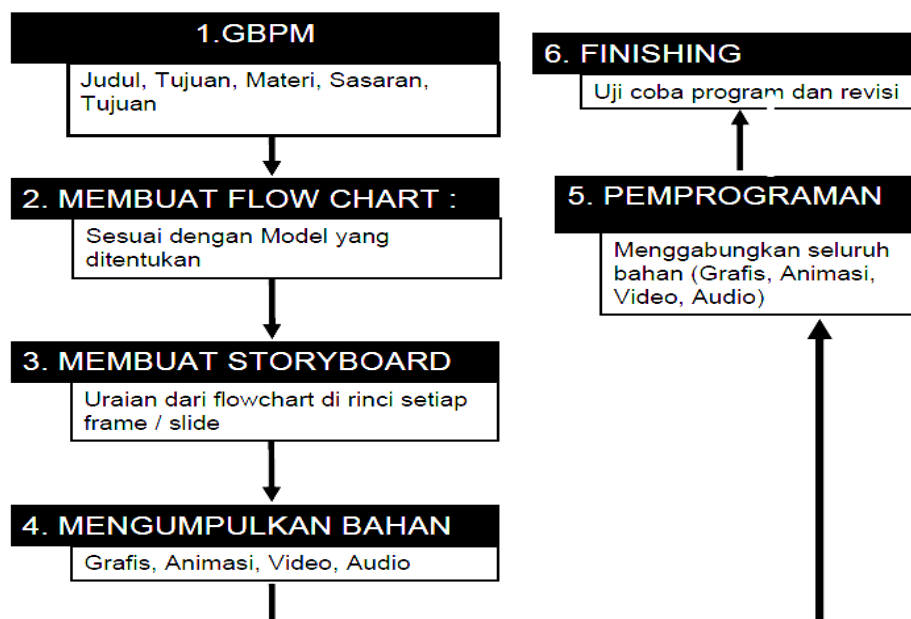 1.GBPM
Judul, Tujuan, Materi, Sasaran,
Tujuan
2. MEMBUAT FLOW CHART :
Sesuai dengan Model yang
ditentukan
3. MEMBUAT STORYBOARD
Uraian dari flowchart di rinci setiap
frame / slide
4. MENGUMPULKAN BAHAN
Grafis, Animasi, Video, Audio
5. PEMPROGRAMAN
Menggabungkan seluruh
bahan (Grafis, Animasi,
Video, Audio)
6. FINISHING
Uji coba program dan revisi